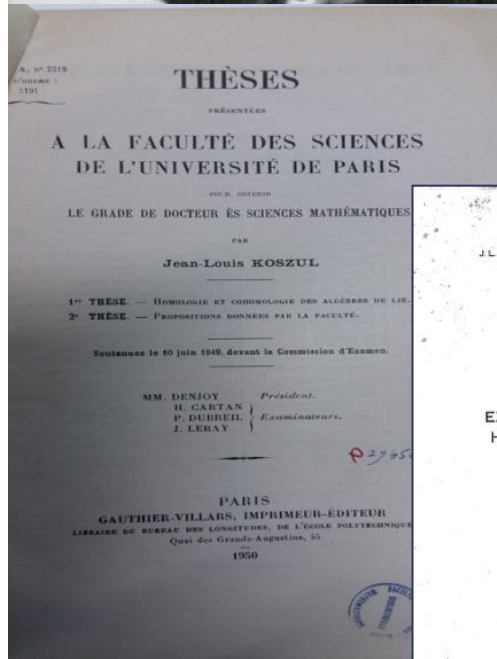 A, Nº 2319
D'ORDRE :
3191
THÈSES
PRÉSENTÉES
A LA FACULTÉ DES SCIENCES
DE L'UNIVERSITÉ DE PARIS
POUR OBTENIR
LE GRADE DE DOCTEUR ÈS SCIENCES MATHÉMATIQUES
PAR
Jean-Louis KOSZUL
1re THÈSE. — HOMOLOGIE ET COHOMOLOGIE DES ALGÈBRES DE LIE.
2e THÈSE. — PROPOSITIONS DONNÉES PAR LA FACULTÉ.
Soutenues le 10 juin 1949, devant la Commission d'Examen.
MM. DENJOY Président.
H. CARTAN
P. DUBREIL Examinateurs.
J. LERAY
PARIS
GAUTHIER-VILLARS, IMPRIMEUR-ÉDITEUR
LIBRAIRE DU BUREAU DES LONGITUDES, DE L'ÉCOLE POLYTECHNIQUE
Quai des Grands-Augustins, 55
1950
J.L
E
H